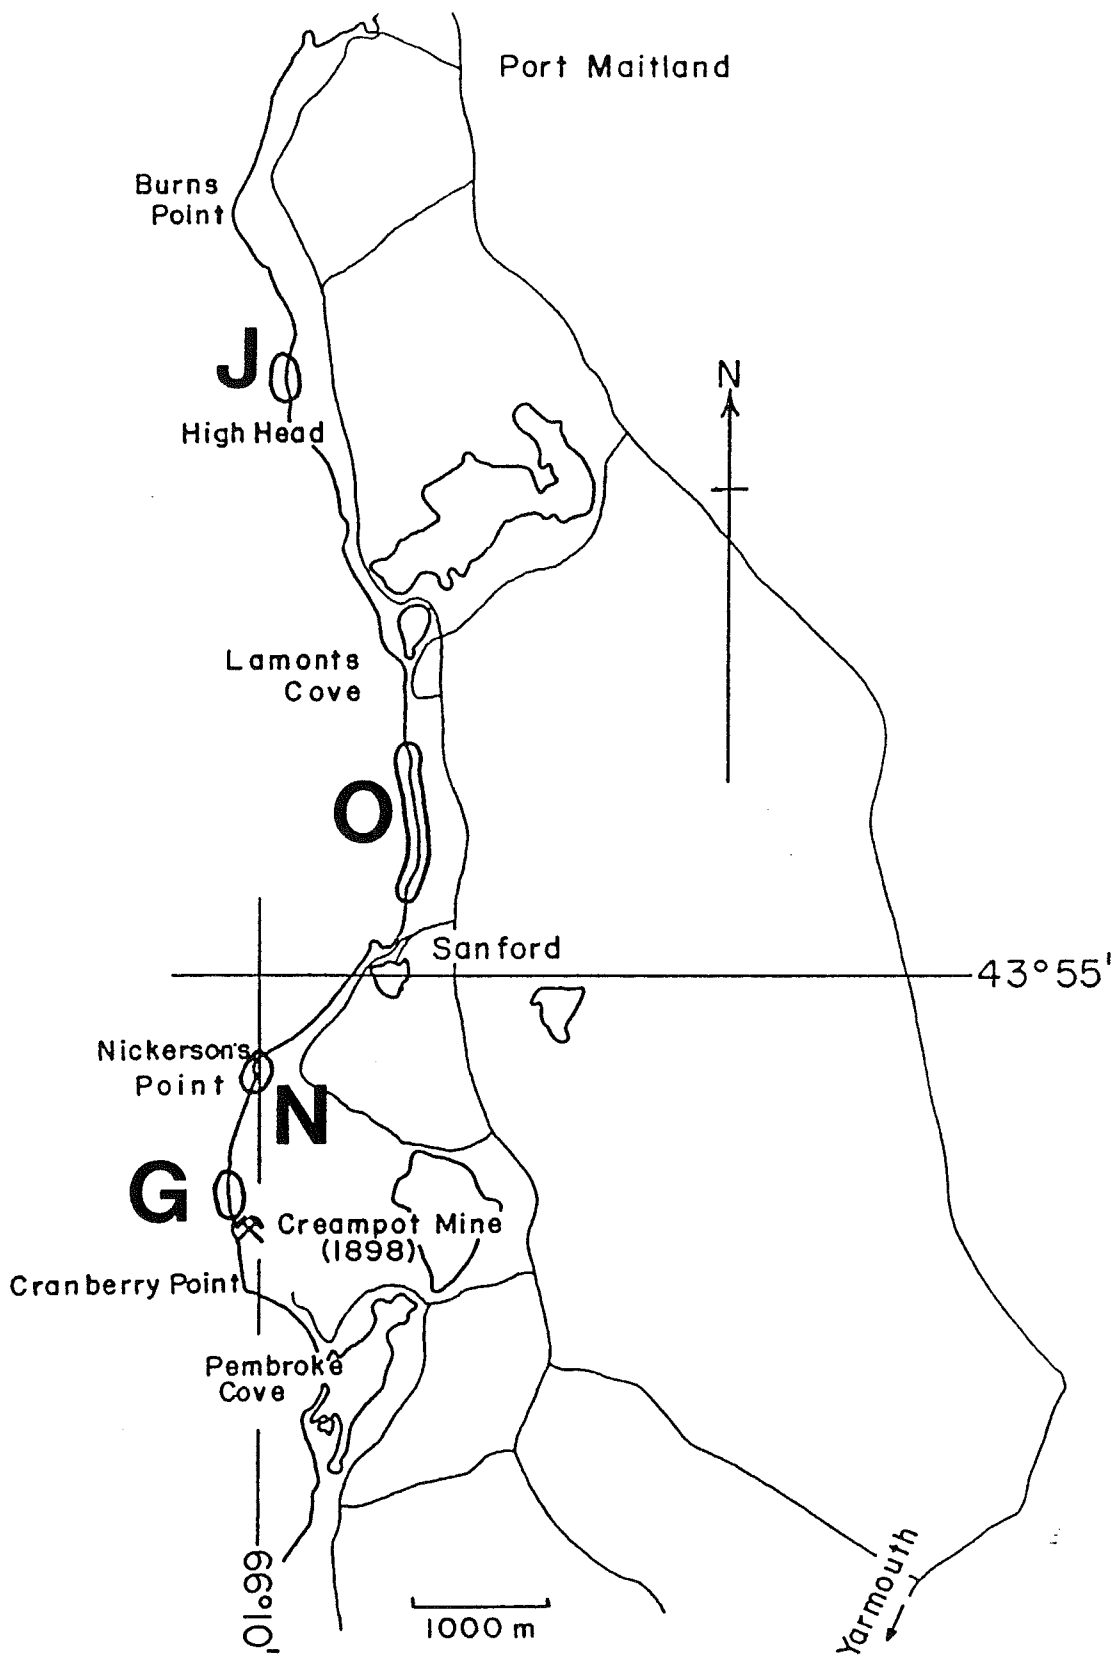 Port Maitland
Burns
Point
J
High Head
N
Lamonts
Cove
O
Sanford
43°55'
Nickerson's
Point
N
G
Creampot Mine
(1898)
Cranberry Point
Pembroke
Cove
66°10'
1000 m
Yarmouth